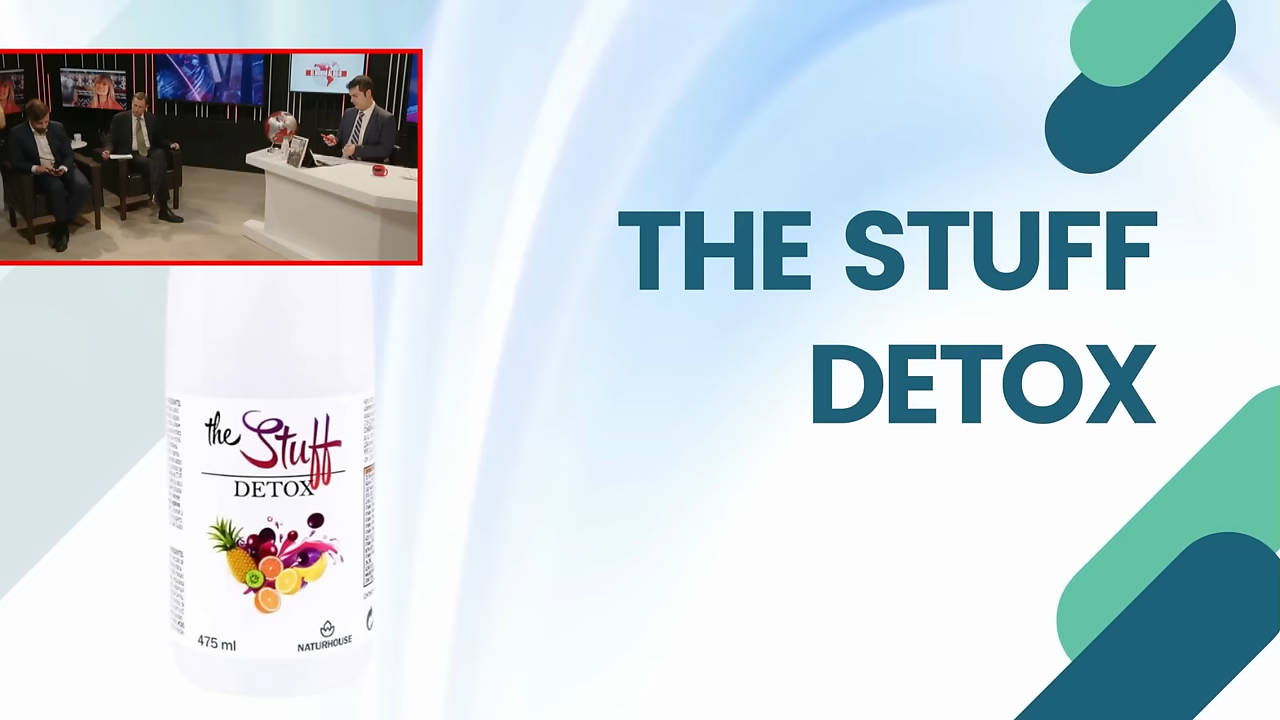 THE STUFF
DETOX
the Stuff
DETOX
475 ml
NATURHOUSE